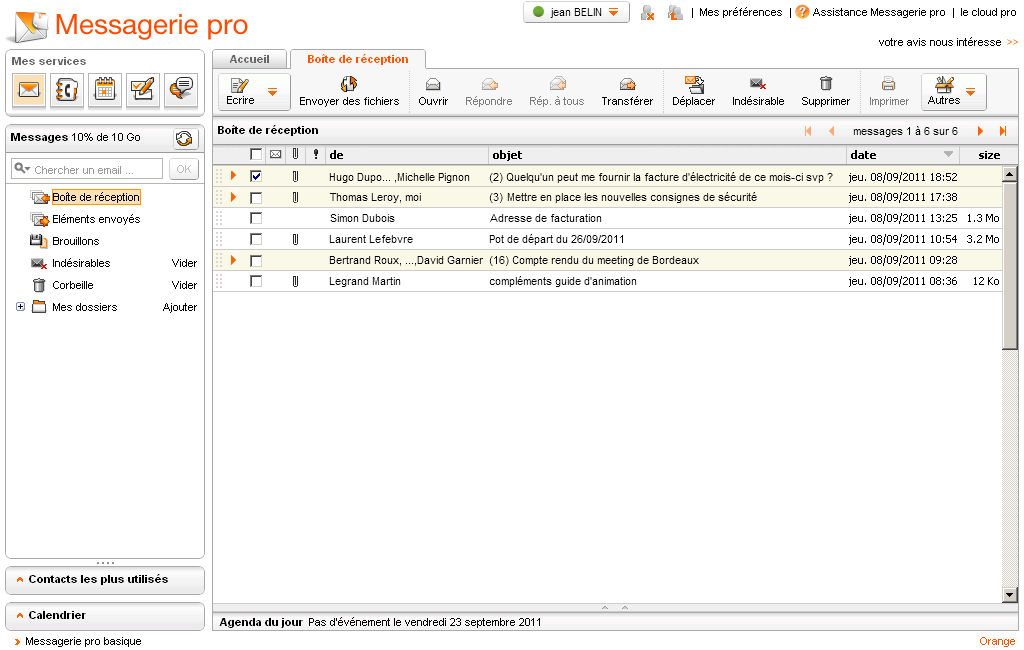 Messagerie pro
jean BELIN | Mes préférences | ? Assistance Messagerie pro | le cloud pro
votre avis nous intéresse >>
Mes services
Accueil Boîte de réception
Ecrire Envoyer des fichiers Ouvrir Répondre Rép. à tous Transférer Déplacer Indésirable Supprimer Imprimer Autres
Messages 10% de 10 Go
Boîte de réception messages 1 à 6 sur 6
Chercher un email ... OK
! de objet date size
Hugo Dupo... ,Michelle Pignon (2) Quelqu'un peut me fournir la facture d'électricité de ce mois-ci svp ? jeu. 08/09/2011 18:52
Thomas Leroy, moi (3) Mettre en place les nouvelles consignes de sécurité jeu. 08/09/2011 17:38
Simon Dubois Adresse de facturation jeu. 08/09/2011 13:25 1.3 Mo
Laurent Lefebvre Pot de départ du 26/09/2011 jeu. 08/09/2011 10:54 3.2 Mo
Bertrand Roux, ...,David Garnier (16) Compte rendu du meeting de Bordeaux jeu. 08/09/2011 09:28
Legrand Martin compléments guide d'animation jeu. 08/09/2011 08:36 12 Ko
Boîte de réception
Eléments envoyés
Brouillons
Indésirables Vider
Corbeille Vider
Mes dossiers Ajouter
Contacts les plus utilisés
Calendrier
Agenda du jour Pas d'événement le vendredi 23 septembre 2011
Messagerie pro basique
Orange